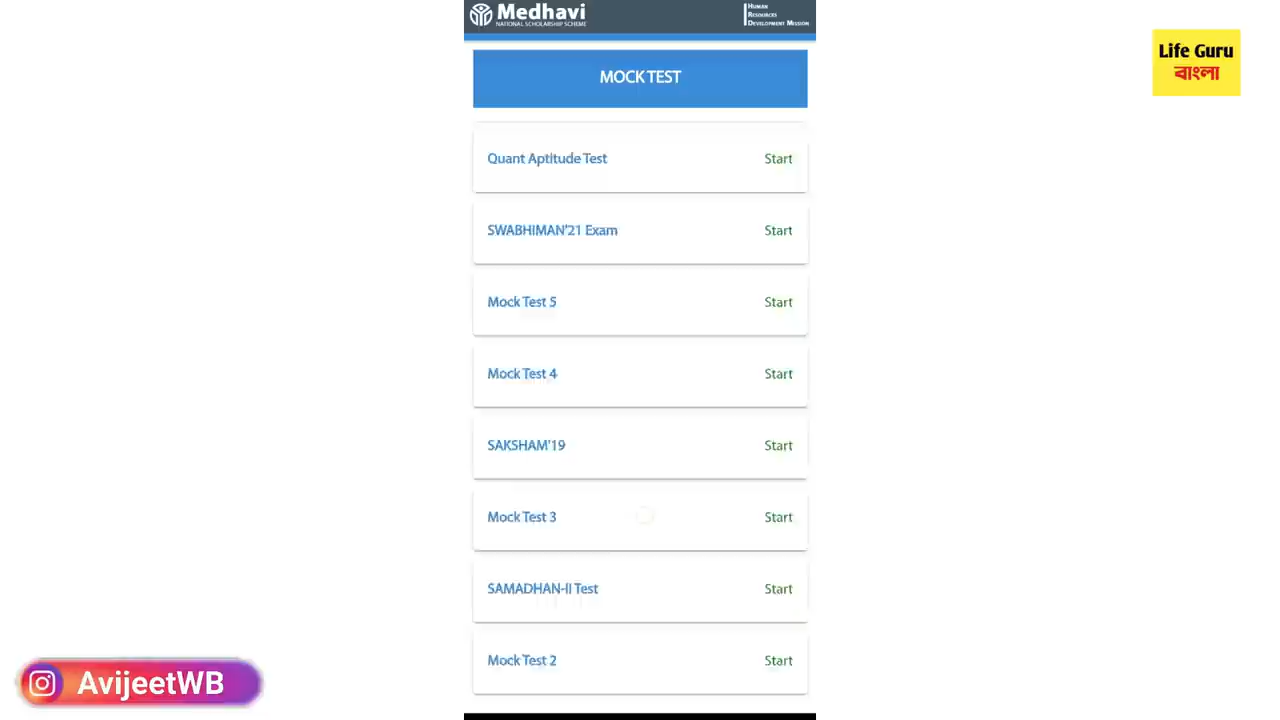 Medhavi
NATIONAL SCHOLARSHIP SCHEME
HUMAN
RESOURCES
DEVELOPMENT MISSION
Life Guru
বাংলা
MOCK TEST
Quant Aptitude Test Start
SWABHIMAN'21 Exam Start
Mock Test 5 Start
Mock Test 4 Start
SAKSHAM'19 Start
Mock Test 3 Start
SAMADHAN-II Test Start
Mock Test 2 Start
AvijeetWB